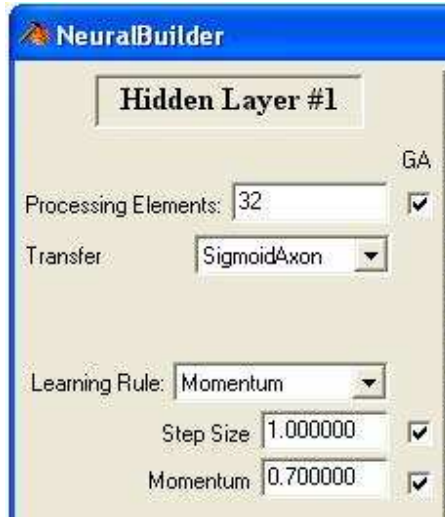 NeuralBuilder
Hidden Layer #1
GA
Processing Elements: 32
Transfer SigmoidAxon
Learning Rule: Momentum
Step Size 1.000000
Momentum 0.700000